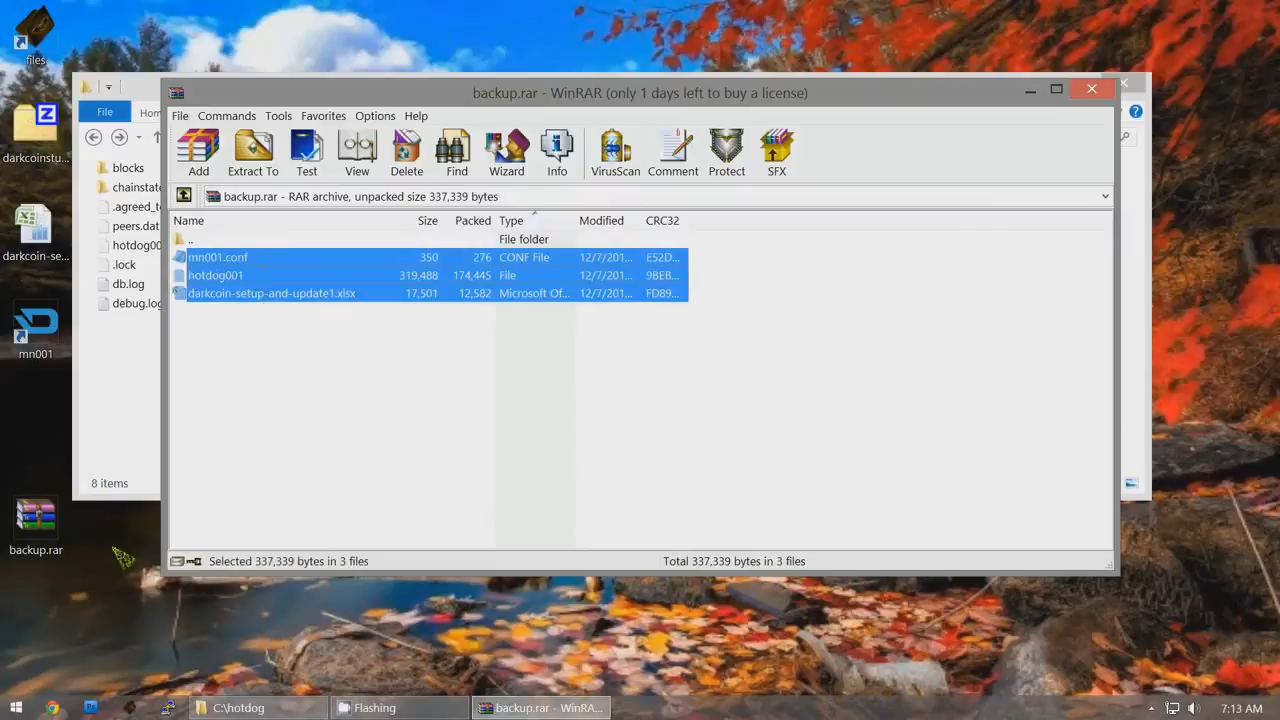 files
darkcoinstu...
darkcoin-se...
mn001
backup.rar
File
Hom
blocks
chainstate
.agreed_to
peers.dat
hotdog00
.lock
db.log
debug.log
8 items
backup.rar - WinRAR (only 1 days left to buy a license)
File Commands Tools Favorites Options Help
Add Extract To Test View Delete Find Wizard Info VirusScan Comment Protect SFX
backup.rar - RAR archive, unpacked size 337,339 bytes
Name Size Packed Type Modified CRC32
.. File folder
mn001.conf 350 276 CONF File 12/7/201... E52D...
hotdog001 319,488 174,445 File 12/7/201... 9BEB...
darkcoin-setup-and-update1.xlsx 17,501 12,582 Microsoft Of... 12/7/201... FD89...
Selected 337,339 bytes in 3 files
Total 337,339 bytes in 3 files
C:\hotdog
Flashing
backup.rar - WinRA...
7:13 AM